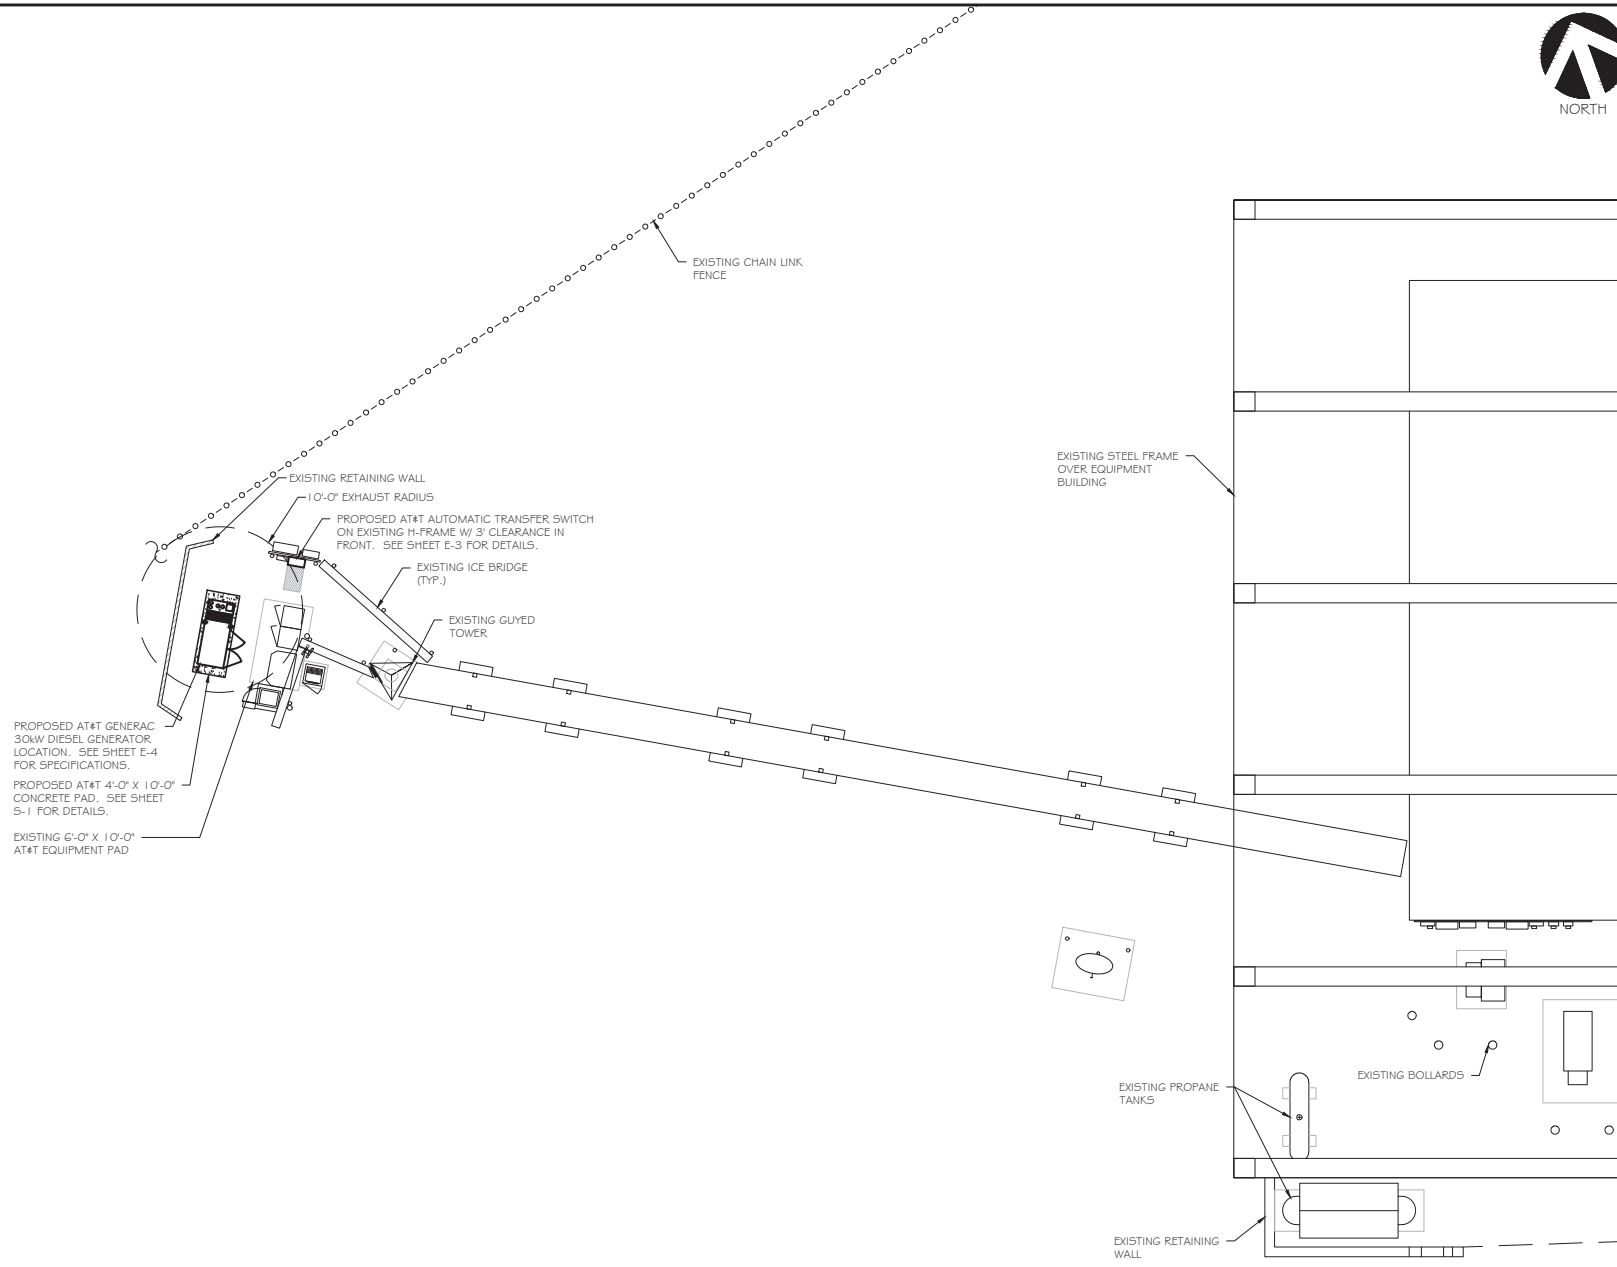 NORTH
EXISTING CHAIN LINK
FENCE
EXISTING STEEL FRAME
OVER EQUIPMENT
BUILDING
EXISTING RETAINING WALL
10'-0" EXHAUST RADIUS
PROPOSED AT&T AUTOMATIC TRANSFER SWITCH
ON EXISTING H-FRAME W/ 3' CLEARANCE IN
FRONT. SEE SHEET E-3 FOR DETAILS.
EXISTING ICE BRIDGE
(TYP.)
EXISTING GUYED
TOWER
PROPOSED AT&T GENERAC
30kW DIESEL GENERATOR
LOCATION. SEE SHEET E-4
FOR SPECIFICATIONS.
PROPOSED AT&T 4'-0" X 10'-0"
CONCRETE PAD. SEE SHEET
S-1 FOR DETAILS.
EXISTING 6'-0" X 10'-0"
AT&T EQUIPMENT PAD
EXISTING BOLLARDS
EXISTING PROPANE
TANKS
EXISTING RETAINING
WALL